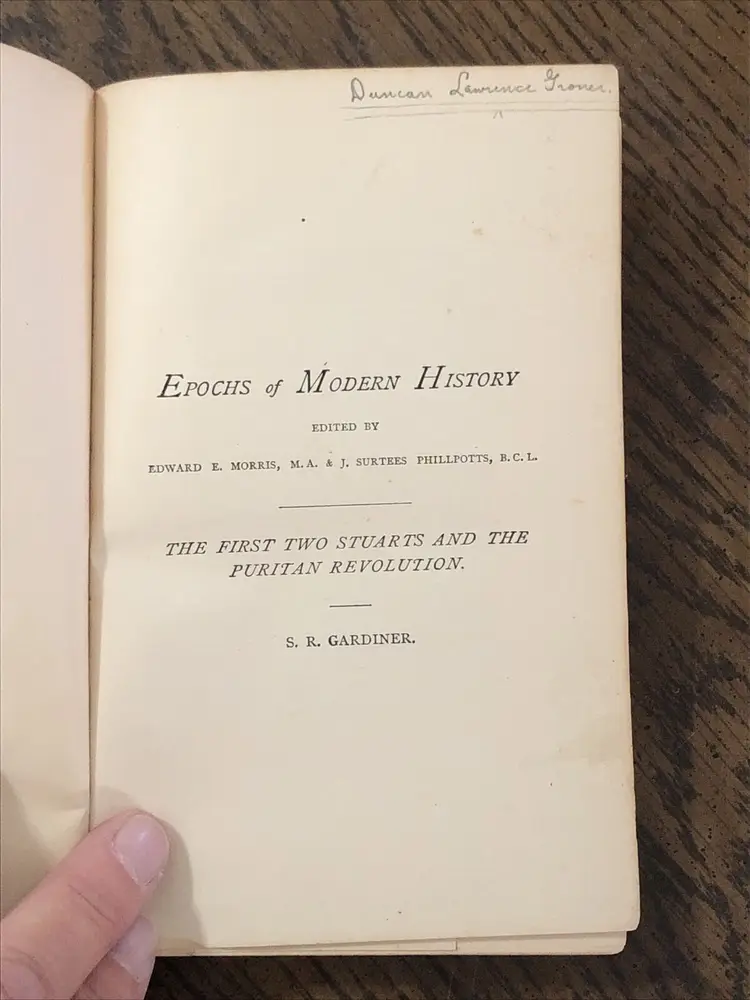 Duncan Lawrence Groner.
EPOCHS of MODERN HISTORY
EDITED BY
EDWARD E. MORRIS, M.A. & J. SURTEES PHILLPOTTS, B.C.L.
THE FIRST TWO STUARTS AND THE
PURITAN REVOLUTION.
S. R. GARDINER.